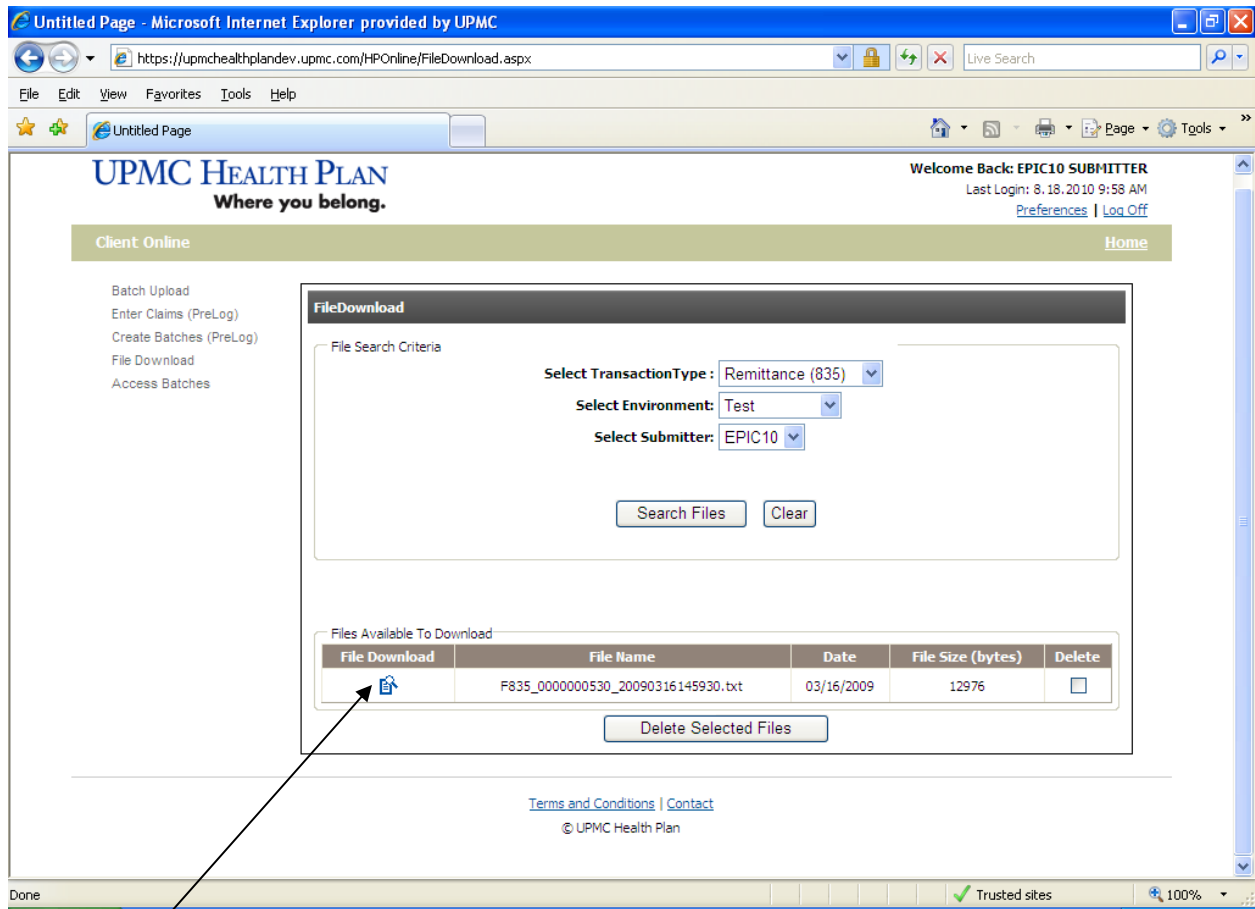 Untitled Page - Microsoft Internet Explorer provided by UPMC
https://upmchealthplandev.upmc.com/HPOnline/FileDownload.aspx
Live Search
File Edit View Favorites Tools Help
Untitled Page
Page Tools »
UPMC HEALTH PLAN
Where you belong.
Welcome Back: EPIC10 SUBMITTER
Last Login: 8.18.2010 9:58 AM
Preferences | Log Off
Client Online Home
Batch Upload
Enter Claims (PreLog)
Create Batches (PreLog)
File Download
Access Batches
FileDownload
File Search Criteria
Select TransactionType : Remittance (835)
Select Environment: Test
Select Submitter: EPIC10
Search Files Clear
Files Available To Download
File Download File Name Date File Size (bytes) Delete
F835_0000000530_20090316145930.txt 03/16/2009 12976
Delete Selected Files
Terms and Conditions | Contact
© UPMC Health Plan
Done Trusted sites 100%